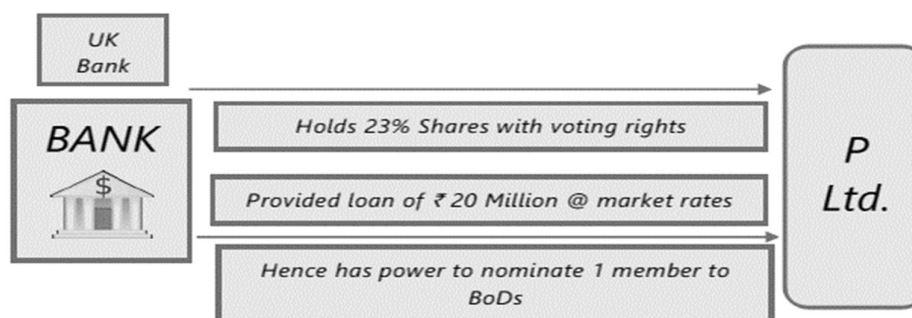 UK
Bank
BANK
$
Holds 23% Shares with voting rights
Provided loan of ₹ 20 Million @ market rates
Hence has power to nominate 1 member to
BoDs
P
Ltd.